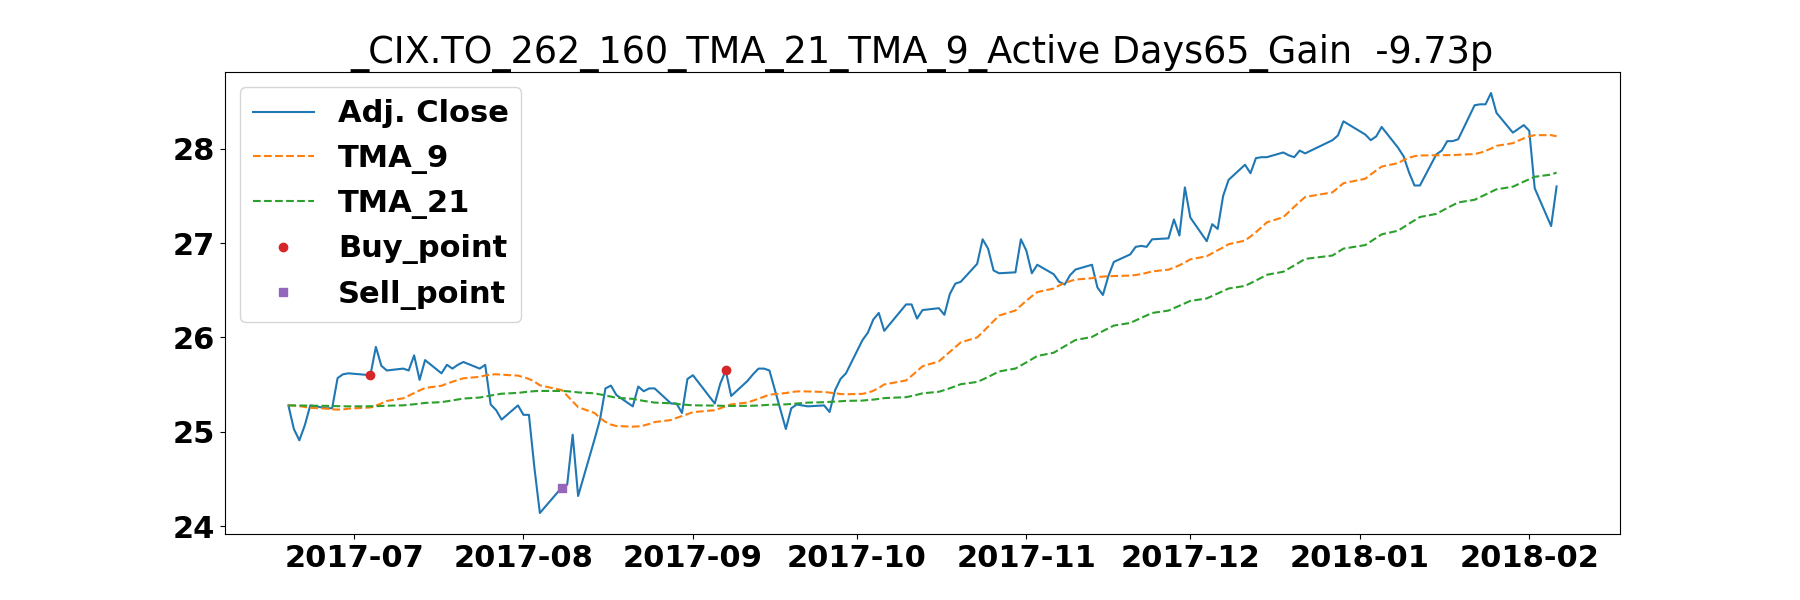 _CIX.TO_262_160_TMA_21_TMA_9_Active Days65_Gain  -9.73p
Adj. Close
TMA_9
TMA_21
Buy_point
Sell_point
28
27
26
25
24
2017-07 2017-08 2017-09 2017-10 2017-11 2017-12 2018-01 2018-02